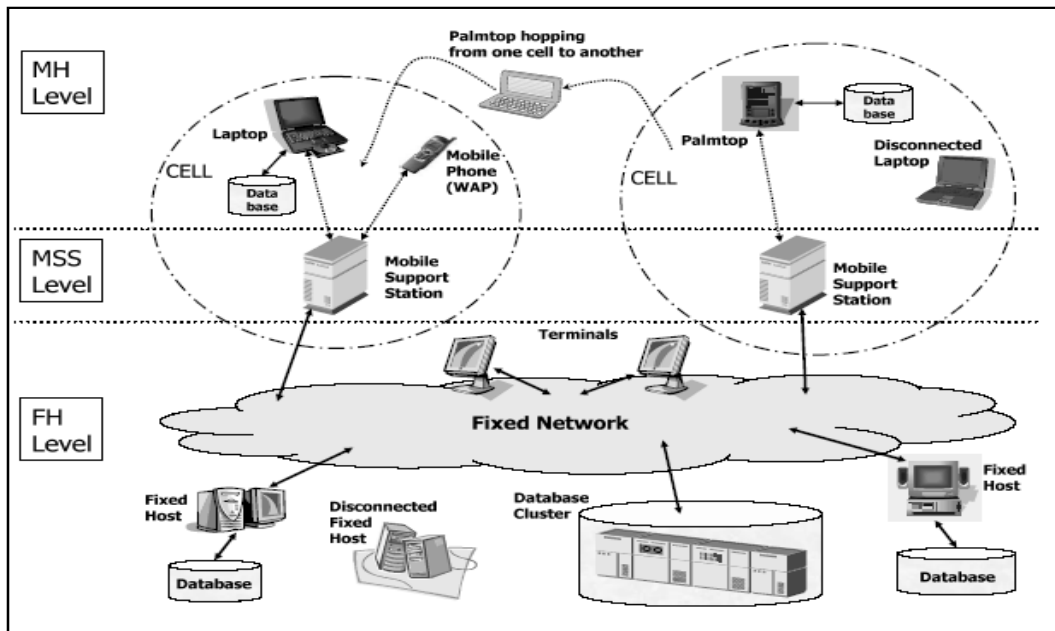 MH
Level
Palmtop hopping
from one cell to another
Laptop
CELL
Data
base
Mobile
Phone
(WAP)
Palmtop
Data
base
Disconnected
Laptop
CELL
MSS
Level
Mobile
Support
Station
Mobile
Support
Station
Terminals
FH
Level
Fixed Network
Fixed
Host
Database
Disconnected
Fixed
Host
Database
Cluster
Fixed
Host
Database